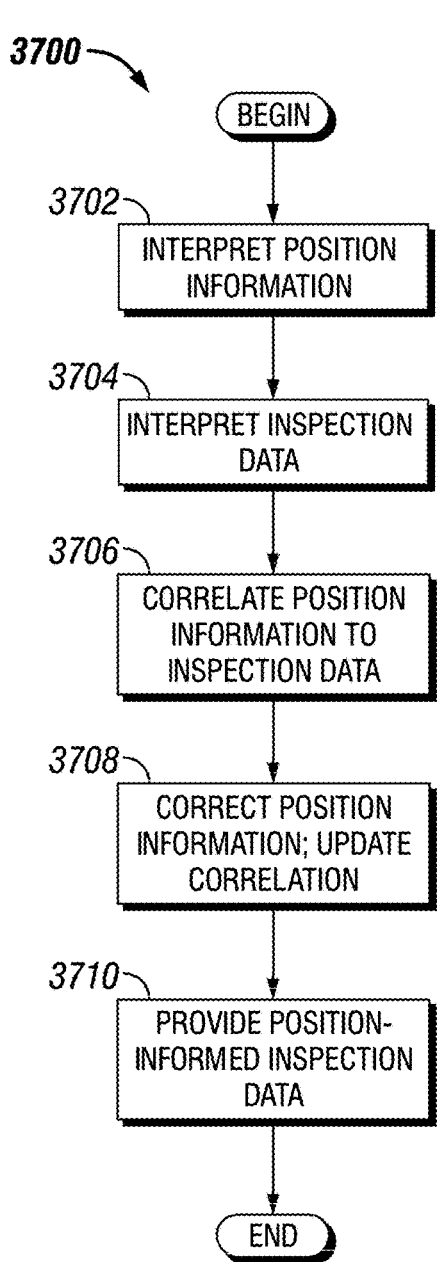 3700
BEGIN
3702
INTERPRET POSITION
INFORMATION
3704
INTERPRET INSPECTION
DATA
3706
CORRELATE POSITION
INFORMATION TO
INSPECTION DATA
3708
CORRECT POSITION
INFORMATION; UPDATE
CORRELATION
3710
PROVIDE POSITION-
INFORMED INSPECTION
DATA
END